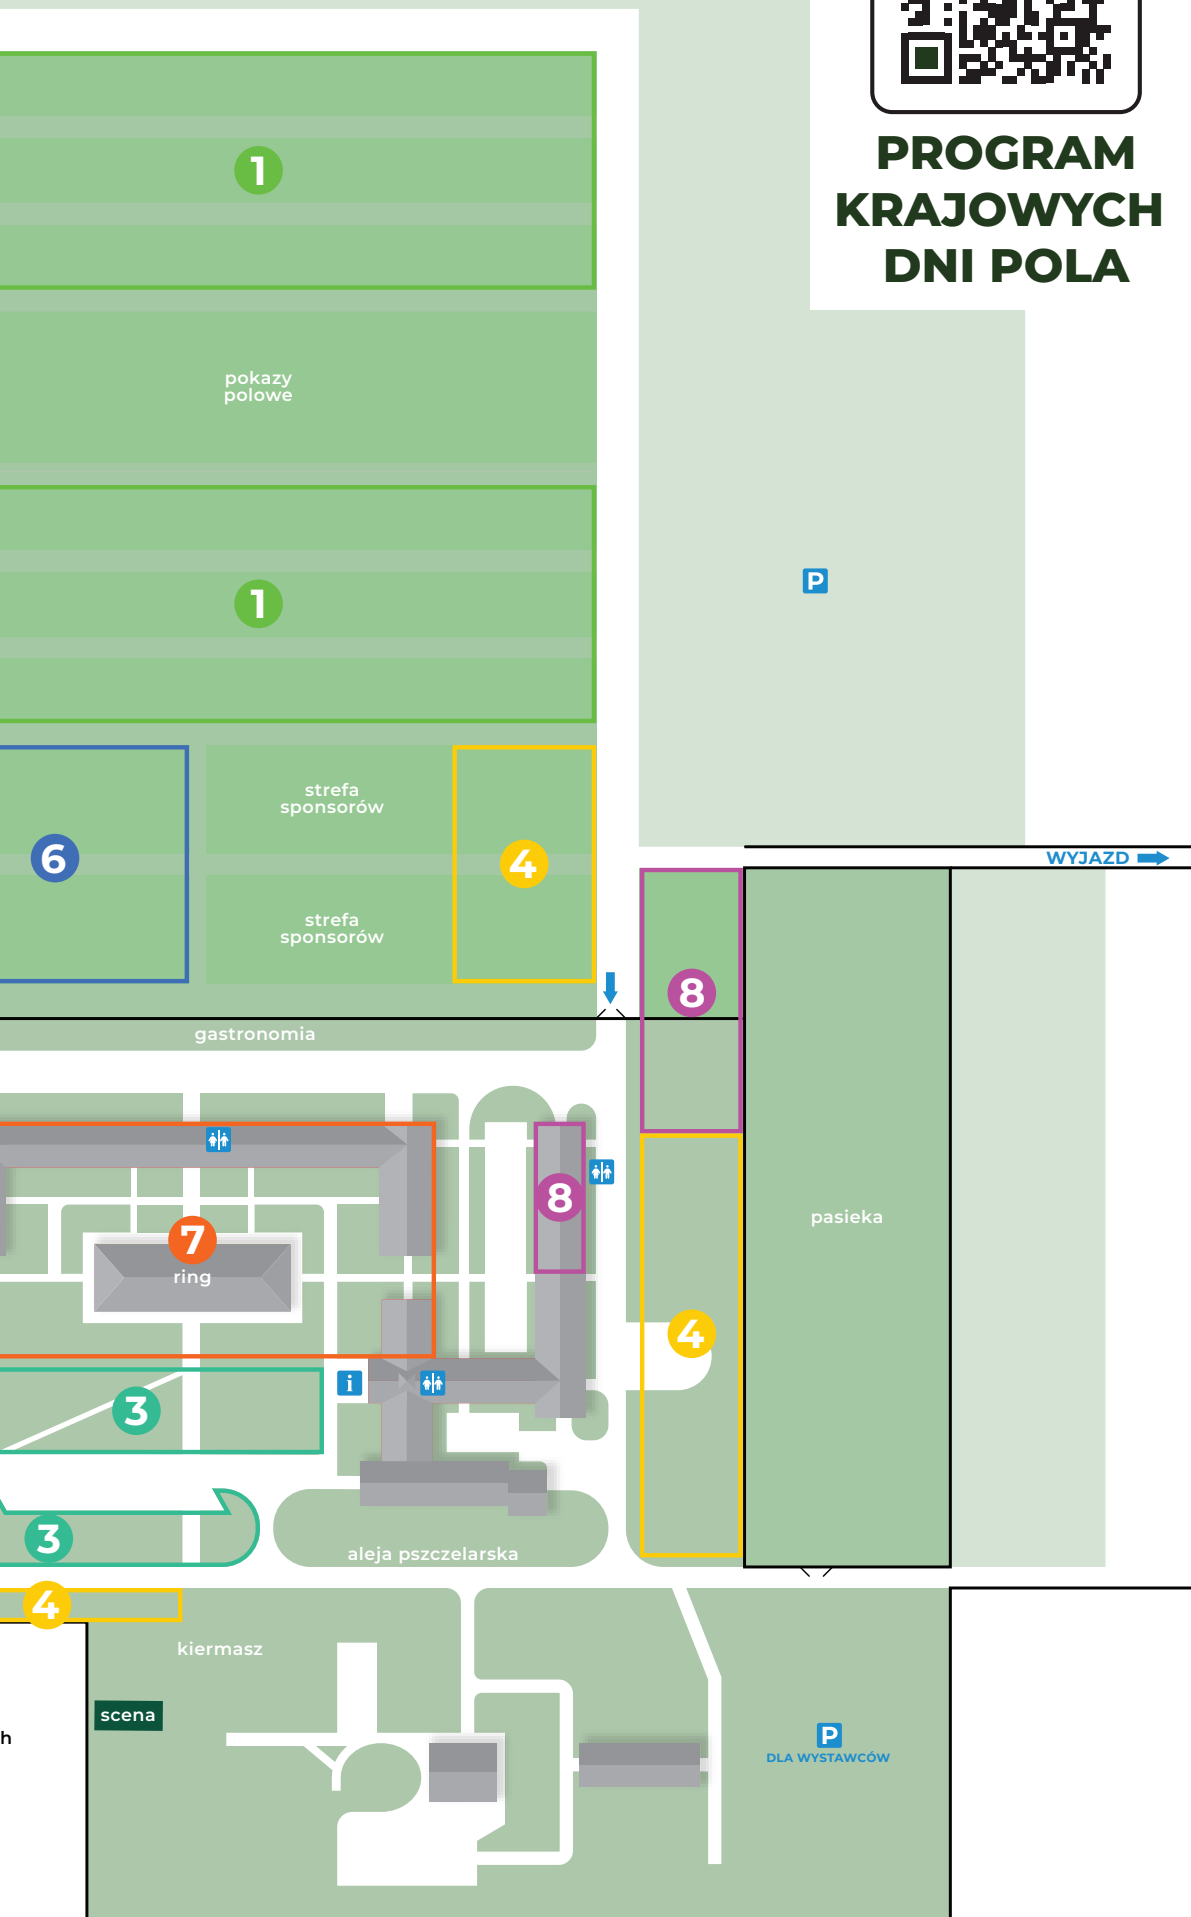 PROGRAM
KRAJOWYCH
DNI POLA
1
pokazy
polowe
1
P
strefa
sponsorów
6
4
strefa
sponsorów
WYJAZD
8
gastronomia
8
pasieka
7
ring
4
i
3
3
aleja pszczelarska
4
kiermasz
scena
h
P
DLA WYSTAWCÓW